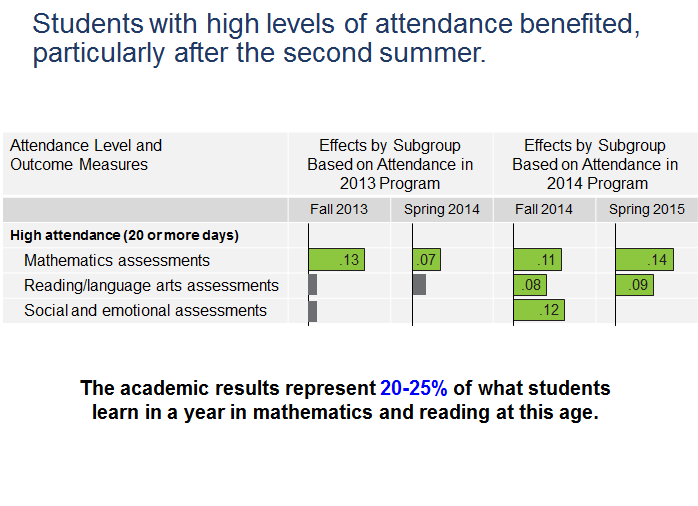 Students with high levels of attendance benefited,
particularly after the second summer.
Attendance Level and
Outcome Measures
Effects by Subgroup
Based on Attendance in
2013 Program
Effects by Subgroup
Based on Attendance in
2014 Program
Fall 2013 Spring 2014 Fall 2014 Spring 2015
High attendance (20 or more days)
Mathematics assessments .13 .07 .11 .14
Reading/language arts assessments .08 .09
Social and emotional assessments .12
The academic results represent 20-25% of what students
learn in a year in mathematics and reading at this age.